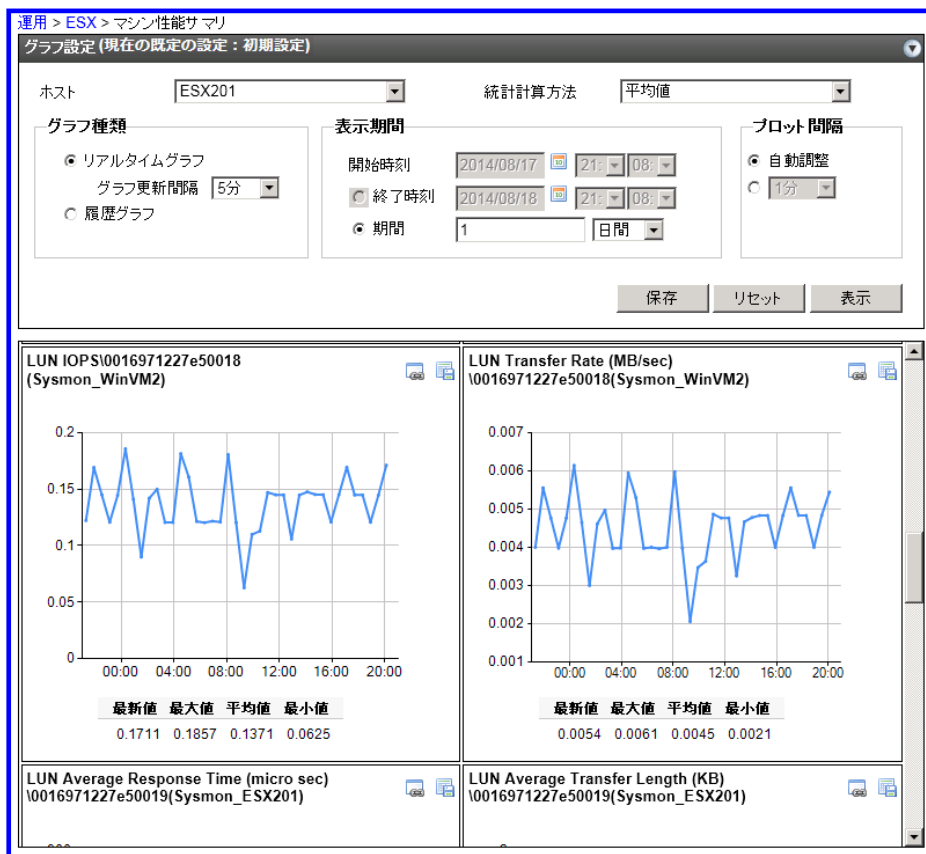 運用 > ESX > マシン性能サマリ
グラフ設定 (現在の既定の設定：初期設定)
ホスト ESX201 統計計算方法 平均値
グラフ種類 表示期間 プロット間隔
リアルタイムグラフ
グラフ更新間隔 5分
履歴グラフ
開始時刻 2014/08/17 21: 08:
終了時刻 2014/08/18 21: 08:
期間 1 日間
自動調整
1分
保存 リセット 表示
LUN IOPS\0016971227e50018
(Sysmon_WinVM2)
0.2
0.15
0.1
0.05
0
00:00 04:00 08:00 12:00 16:00 20:00
最新値 最大値 平均値 最小値
0.1711 0.1857 0.1371 0.0625
LUN Transfer Rate (MB/sec)
\0016971227e50018(Sysmon_WinVM2)
0.007
0.006
0.005
0.004
0.003
0.002
0.001
00:00 04:00 08:00 12:00 16:00 20:00
最新値 最大値 平均値 最小値
0.0054 0.0061 0.0045 0.0021
LUN Average Response Time (micro sec)
\0016971227e50019(Sysmon_ESX201)
LUN Average Transfer Length (KB)
\0016971227e50019(Sysmon_ESX201)